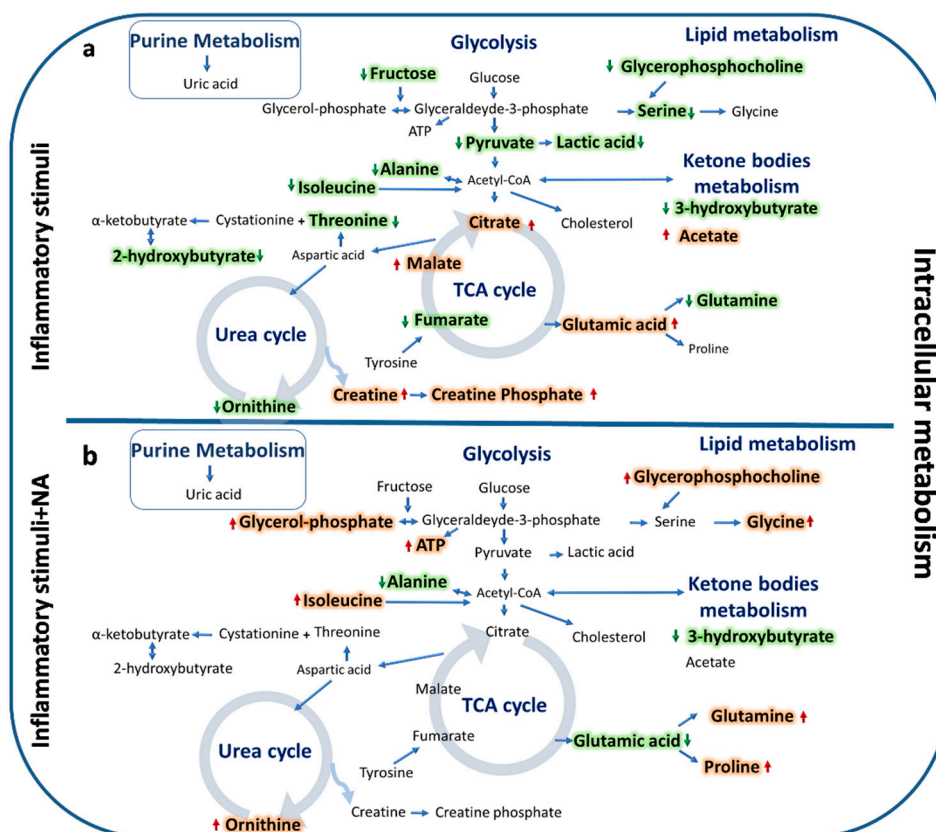 a
Purine Metabolism
Uric acid
Glycolysis
Lipid metabolism
↓Fructose
Glucose
↓ Glycerophosphocholine
Glycerol-phosphate
Glyceraldeyde-3-phosphate
Serine↓
Glycine
ATP
↓Pyruvate
Lactic acid↓
↓Alanine
Acetyl-CoA
Ketone bodies
metabolism
↓Isoleucine
↓ 3-hydroxybutyrate
α-ketobutyrate
Cystationine + Threonine ↓
Citrate ↑
Cholesterol
↑ Acetate
2-hydroxybutyrate↓
Aspartic acid
↑ Malate
TCA cycle
↓ Glutamine
Urea cycle
↓ Fumarate
Glutamic acid ↑
Proline
Tyrosine
Creatine ↑
Creatine Phosphate ↑
↓Ornithine
Inflammatory stimuli
Intracellular metabolism
b
Purine Metabolism
Uric acid
Glycolysis
Lipid metabolism
Fructose
Glucose
↑Glycerophosphocholine
↑ Glycerol-phosphate
Glyceraldeyde-3-phosphate
Serine
Glycine↑
↑ ATP
Pyruvate
Lactic acid
↓Alanine
Acetyl-CoA
Ketone bodies
metabolism
↑Isoleucine
α-ketobutyrate
Cystationine + Threonine
Citrate
Cholesterol
↓ 3-hydroxybutyrate
2-hydroxybutyrate
Aspartic acid
Acetate
Malate
TCA cycle
Glutamine ↑
Urea cycle
Fumarate
Glutamic acid ↓
Tyrosine
Proline ↑
Creatine
Creatine phosphate
↑ Ornithine
Inflammatory stimuli+NA